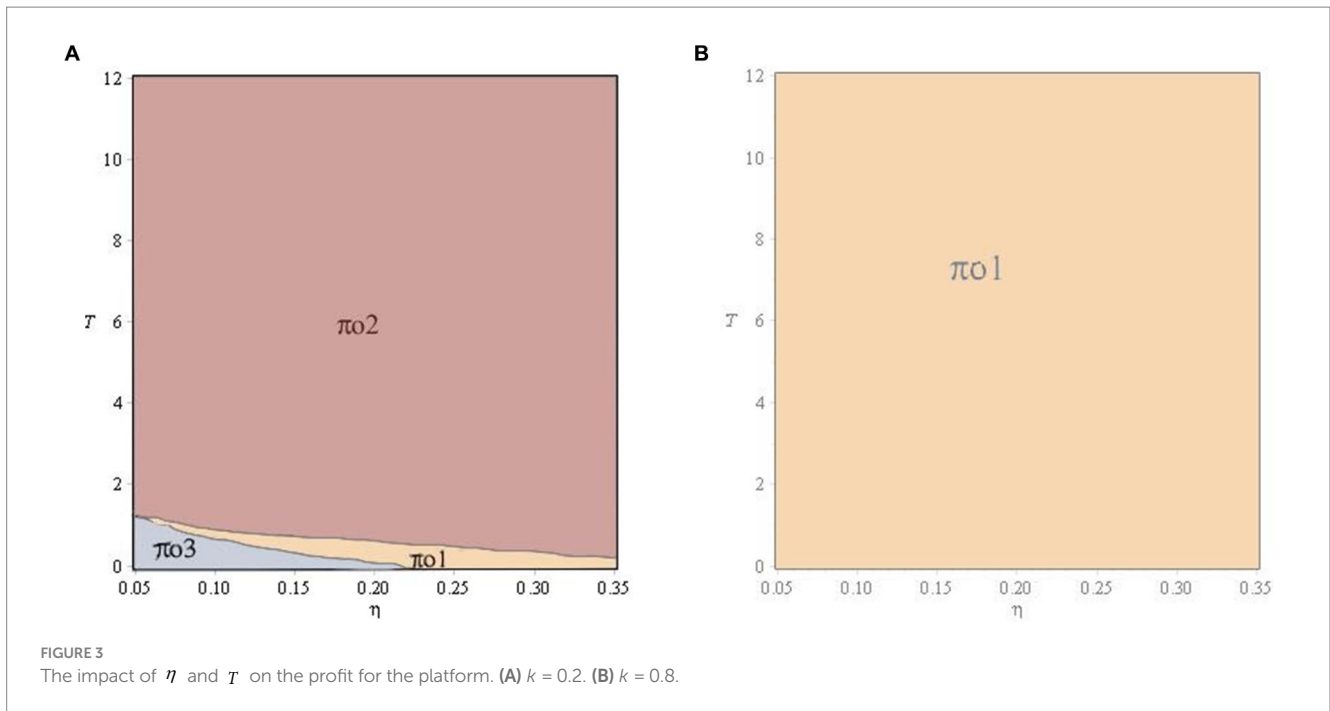 A
12
10
8
T 6
4
2
0
πo2
πo3
πo1
0.05 0.10 0.15 0.20 0.25 0.30 0.35
η
B
12
10
8
T 6
4
2
0
πo1
0.05 0.10 0.15 0.20 0.25 0.30 0.35
η
FIGURE 3
The impact of η and T on the profit for the platform. (A) k = 0.2. (B) k = 0.8.